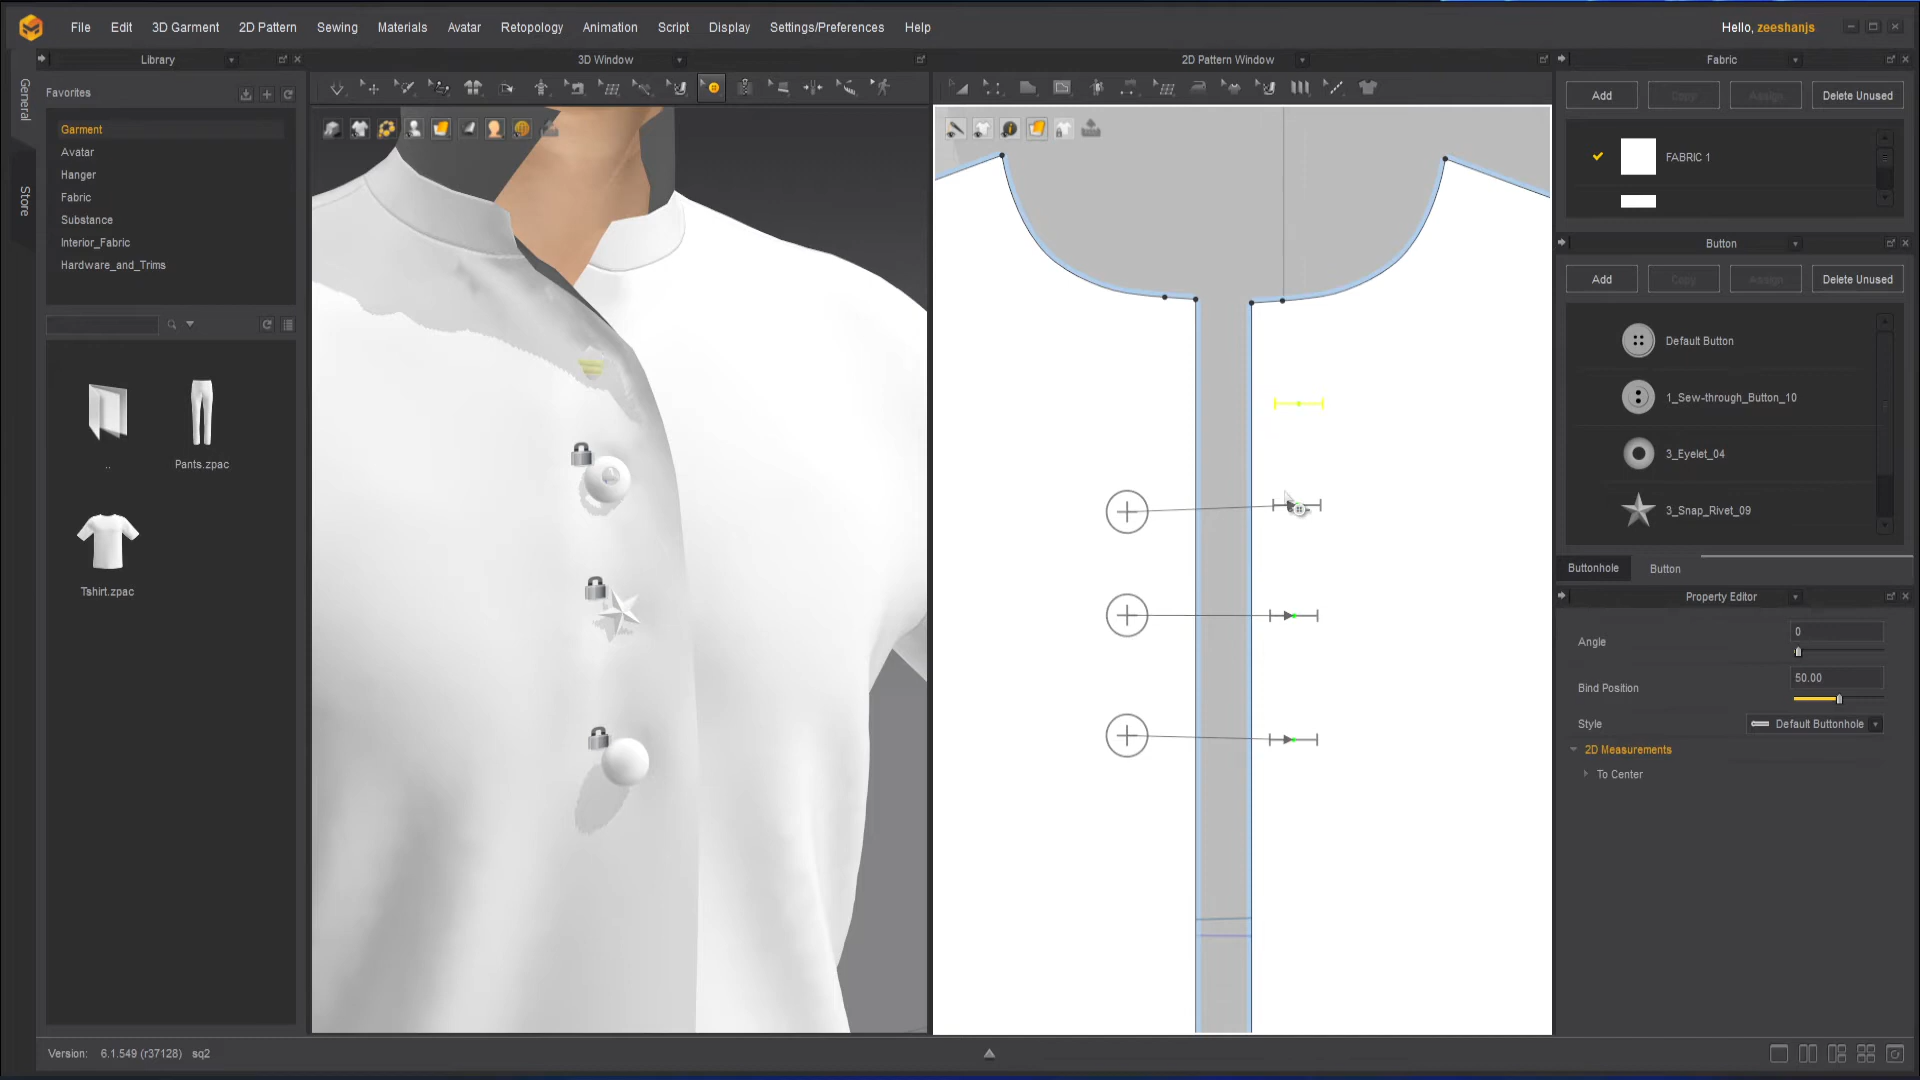 File Edit 3D Garment 2D Pattern Sewing Materials Avatar Retopology Animation Script Display Settings/Preferences Help
Hello, zeeshanjs
Library
3D Window
2D Pattern Window
Fabric
General
Store
Favorites
Garment
Avatar
Hanger
Fabric
Substance
Interior_Fabric
Hardware_and_Trims
..
Pants.zpac
Tshirt.zpac
Add Copy Assign Delete Unused
FABRIC 1
Button
Add Copy Assign Delete Unused
Default Button
1_Sew-through_Button_10
3_Eyelet_04
3_Snap_Rivet_09
Buttonhole Button
Property Editor
Angle 0
Bind Position 50.00
Style Default Buttonhole
2D Measurements
To Center
Version: 6.1.549 (r37128) sq2